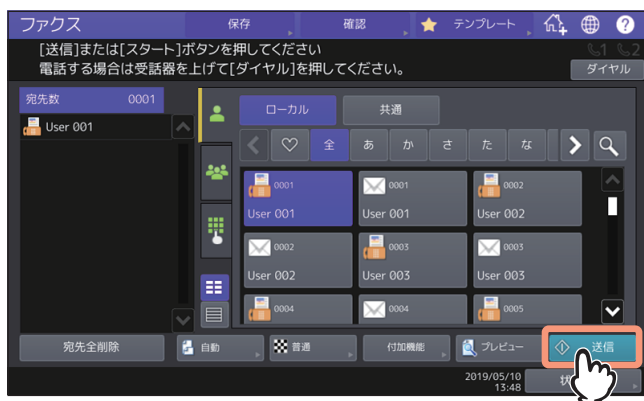 ファクス
保存
確認
テンプレート
[送信]または[スタート]ボタンを押してください
電話する場合は受話器を上げて[ダイヤル]を押してください。
1 2
ダイヤル
宛先数 0001
User 001
ローカル
共通
全 あ か さ た な
0001
User 001
0001
User 001
0002
User 002
0002
User 002
0003
User 003
0003
User 003
0004
0004
0005
宛先全削除
自動
普通
付加機能
プレビュー
送信
2019/05/10
13:48
状